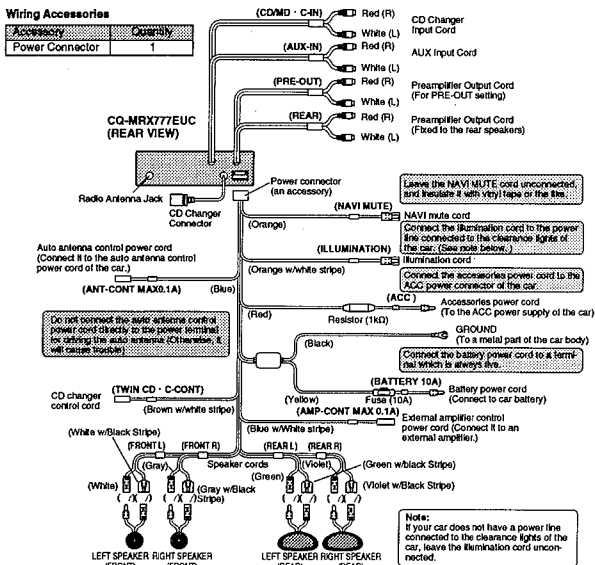 Wiring Accessories
Accessory Quantity
Power Connector 1
(CD/MD · C-IN)
Red (R)
White (L)
CD Changer
Input Cord
(AUX-IN)
Red (R)
White (L)
AUX Input Cord
(PRE-OUT)
Red (R)
White (L)
Preamplifier Output Cord
(For PRE-OUT setting)
(REAR)
Red (R)
White (L)
Preamplifier Output Cord
(Fixed to the rear speakers)
CQ-MRX777EUC
(REAR VIEW)
Radio Antenna Jack
CD Changer
Connector
Power connector
(an accessory)
Leave the NAVI MUTE cord unconnected,
and insulate it with vinyl tape or the like.
(NAVI MUTE)
(Orange)
NAVI mute cord
Connect the illumination cord to the power
line connected to the clearance lights of
the car. (See note below.)
(ILLUMINATION)
(Orange w/white stripe)
Illumination cord
Auto antenna control power cord
(Connect it to the auto antenna control
power cord of the car.)
(ANT-CONT MAX0.1A)
(Blue)
Connect the accessories power cord to the
ACC power connector of the car.
(ACC)
(Red)
Resistor (1kΩ)
Accessories power cord
(To the ACC power supply of the car)
Do not connect the auto antenna control
power cord directly to the power terminal
for driving the auto antenna (Otherwise, it
will cause trouble)
(Black)
GROUND
(To a metal part of the car body)
Connect the battery power cord to a termi-
nal which is always live.
(BATTERY 10A)
(Yellow)
Fuse (10A)
Battery power cord
(Connect to car battery)
CD changer
control cord
(TWIN CD · C-CONT)
(Brown w/white stripe)
(AMP-CONT MAX 0.1A)
(Blue w/White stripe)
External amplifier control
power cord (Connect it to an
external amplifier.)
(White w/Black Stripe)
(FRONT L) (FRONT R) (REAR L) (REAR R)
(Gray) Speaker cords (Green) (Violet)
(Green w/black Stripe)
(White)
(Gray w/Black
Stripe)
(Violet w/Black Stripe)
LEFT SPEAKER RIGHT SPEAKER LEFT SPEAKER RIGHT SPEAKER
(FRONT) (FRONT) (REAR) (REAR)
Note:
If your car does not have a power line
connected to the clearance lights of the
car, leave the illumination cord uncon-
nected.